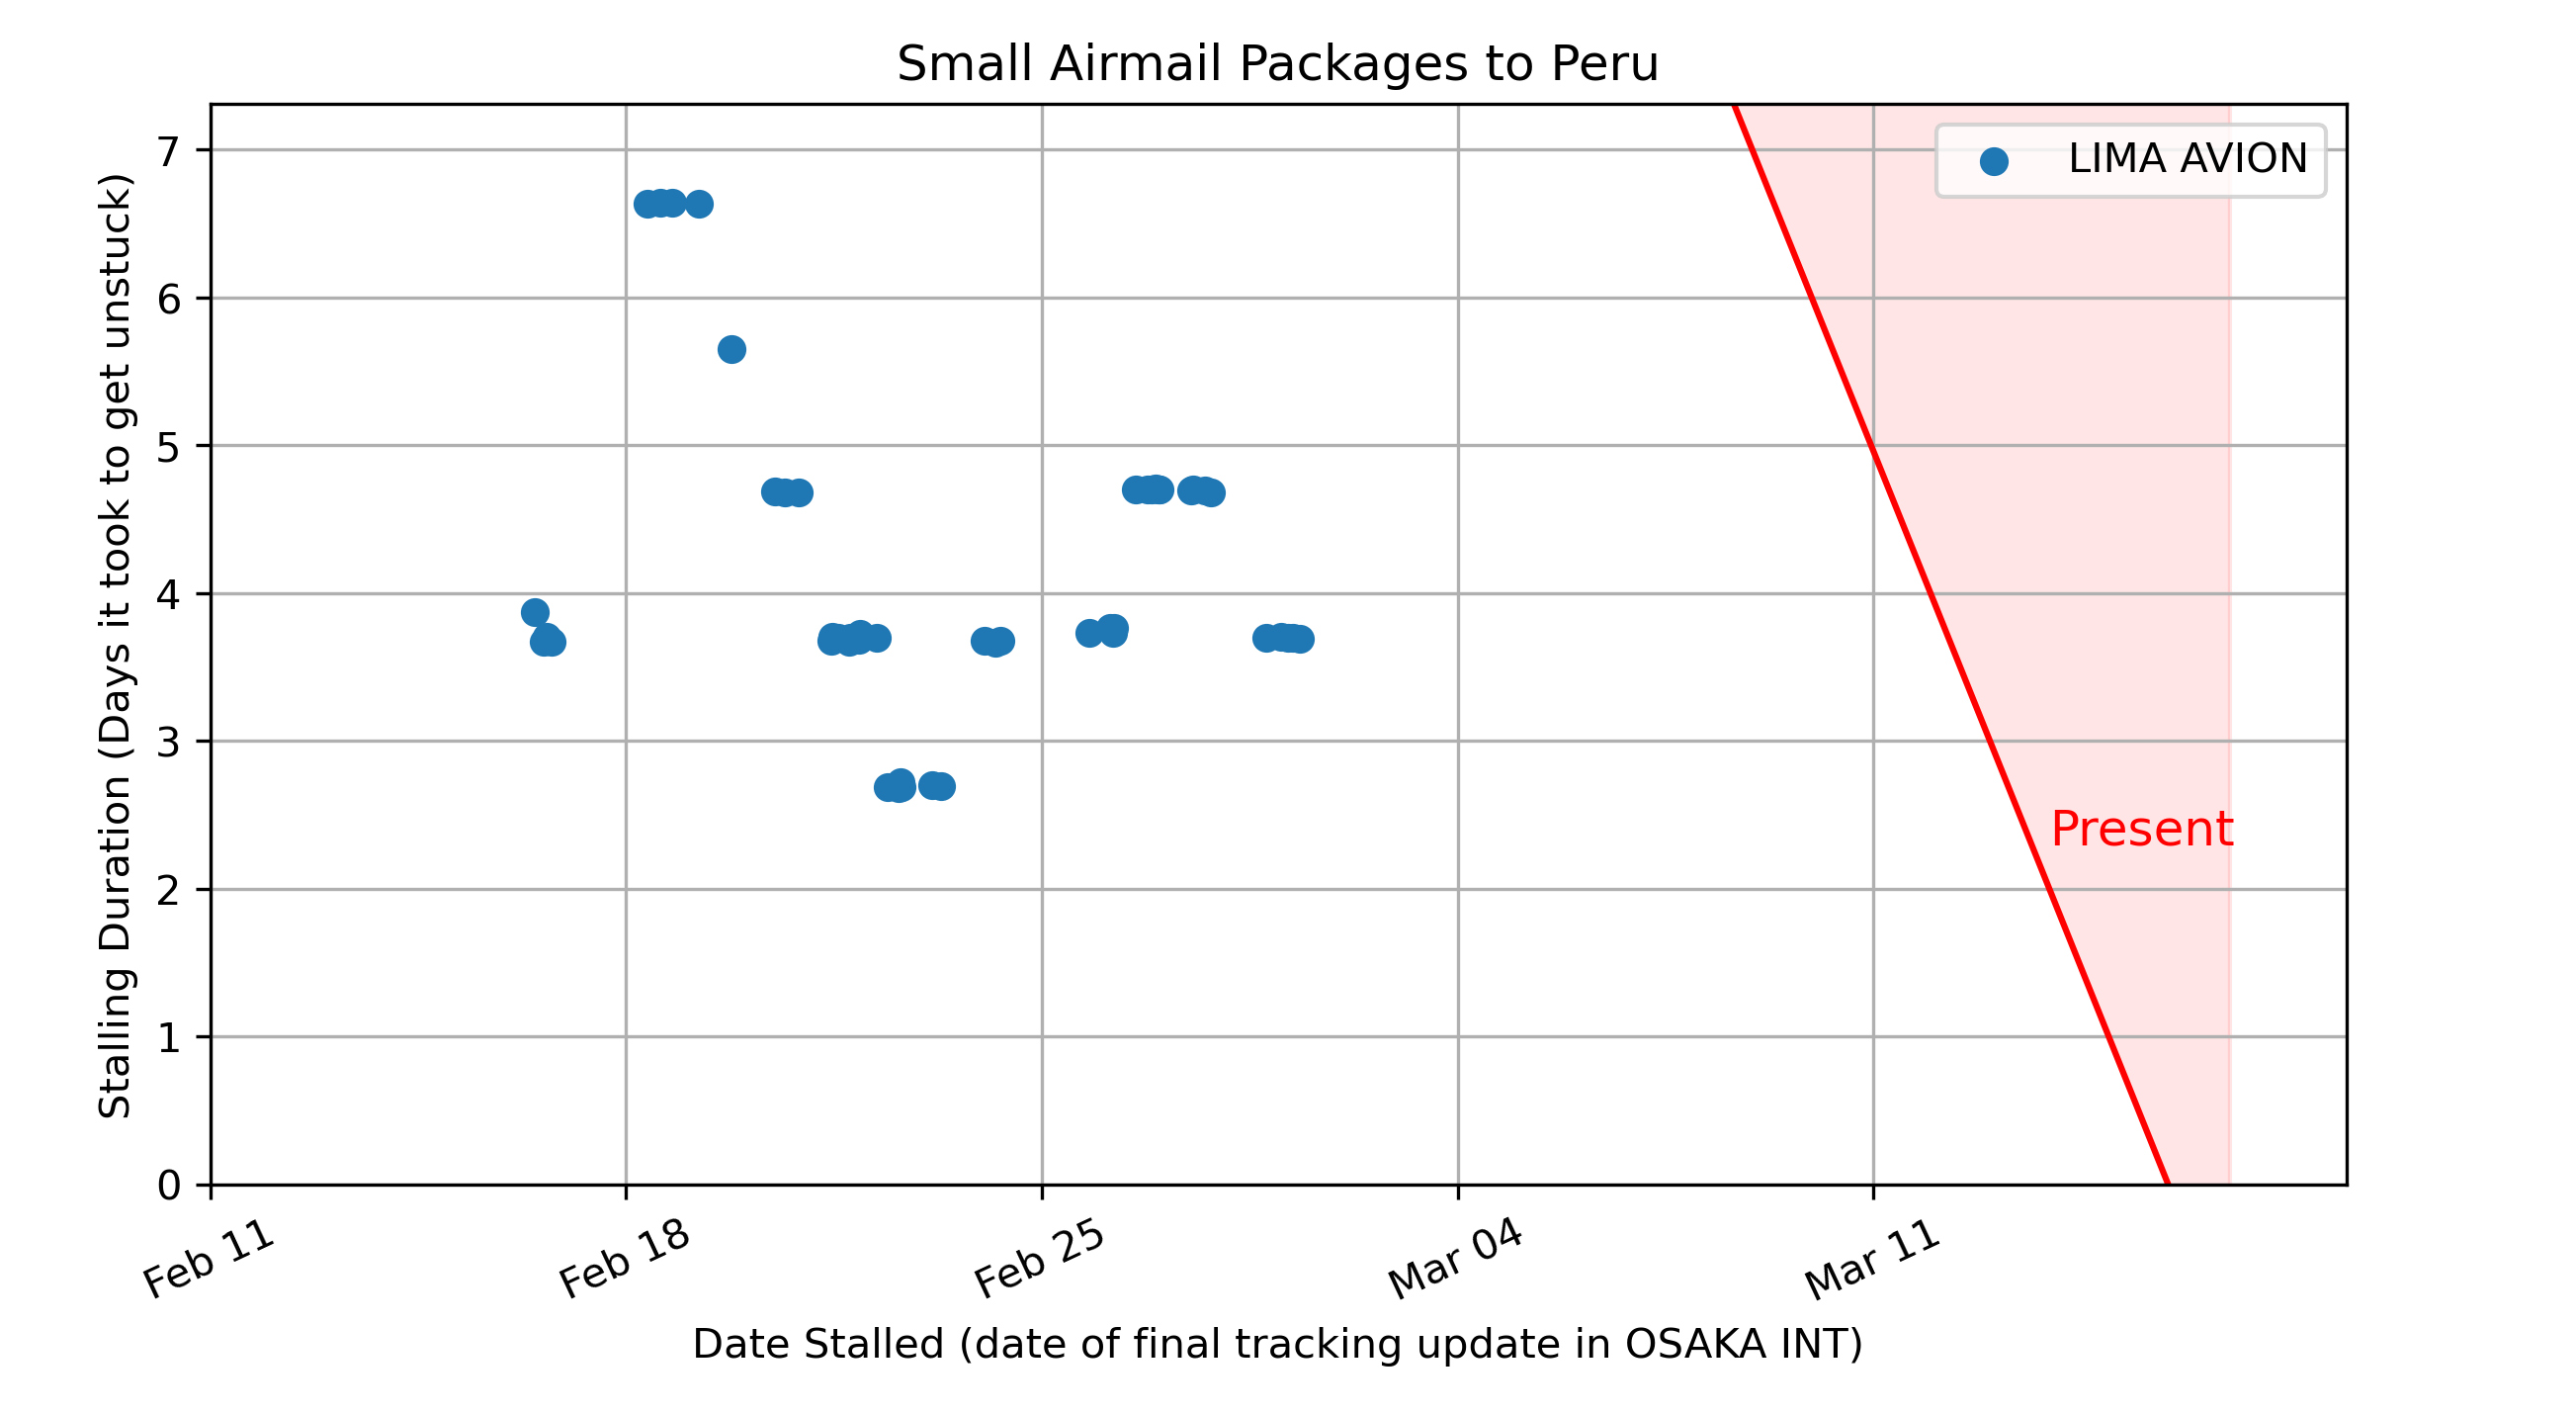 Small Airmail Packages to Peru
LIMA AVION
Stalling Duration (Days it took to get unstuck)
7
6
5
4
3
2
1
0
Present
Feb 11
Feb 18
Feb 25
Mar 04
Mar 11
Date Stalled (date of final tracking update in OSAKA INT)